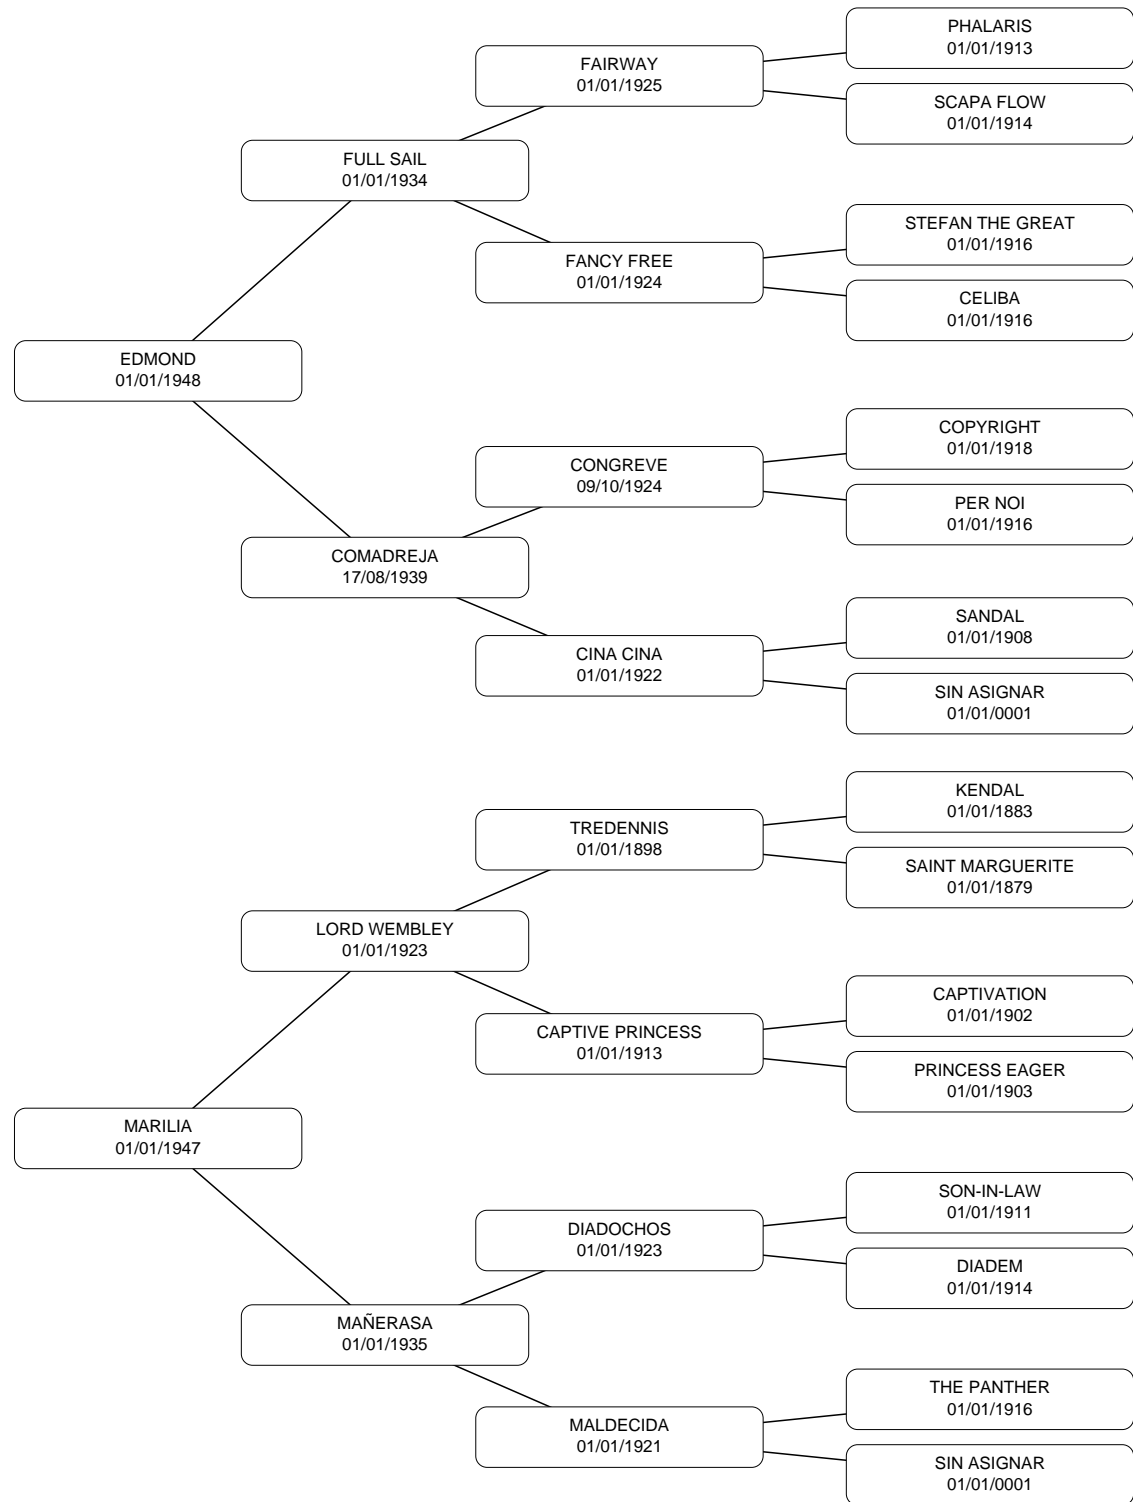 PHALARIS
01/01/1913
FAIRWAY
01/01/1925
SCAPA FLOW
01/01/1914
FULL SAIL
01/01/1934
STEFAN THE GREAT
01/01/1916
FANCY FREE
01/01/1924
CELIBA
01/01/1916
EDMOND
01/01/1948
COPYRIGHT
01/01/1918
CONGREVE
09/10/1924
PER NOI
01/01/1916
COMADREJA
17/08/1939
SANDAL
01/01/1908
CINA CINA
01/01/1922
SIN ASIGNAR
01/01/0001
KENDAL
01/01/1883
TREDENNIS
01/01/1898
SAINT MARGUERITE
01/01/1879
LORD WEMBLEY
01/01/1923
CAPTIVATION
01/01/1902
CAPTIVE PRINCESS
01/01/1913
PRINCESS EAGER
01/01/1903
MARILIA
01/01/1947
SON-IN-LAW
01/01/1911
DIADOCHOS
01/01/1923
DIADEM
01/01/1914
MAÑERASA
01/01/1935
THE PANTHER
01/01/1916
MALDECIDA
01/01/1921
SIN ASIGNAR
01/01/0001